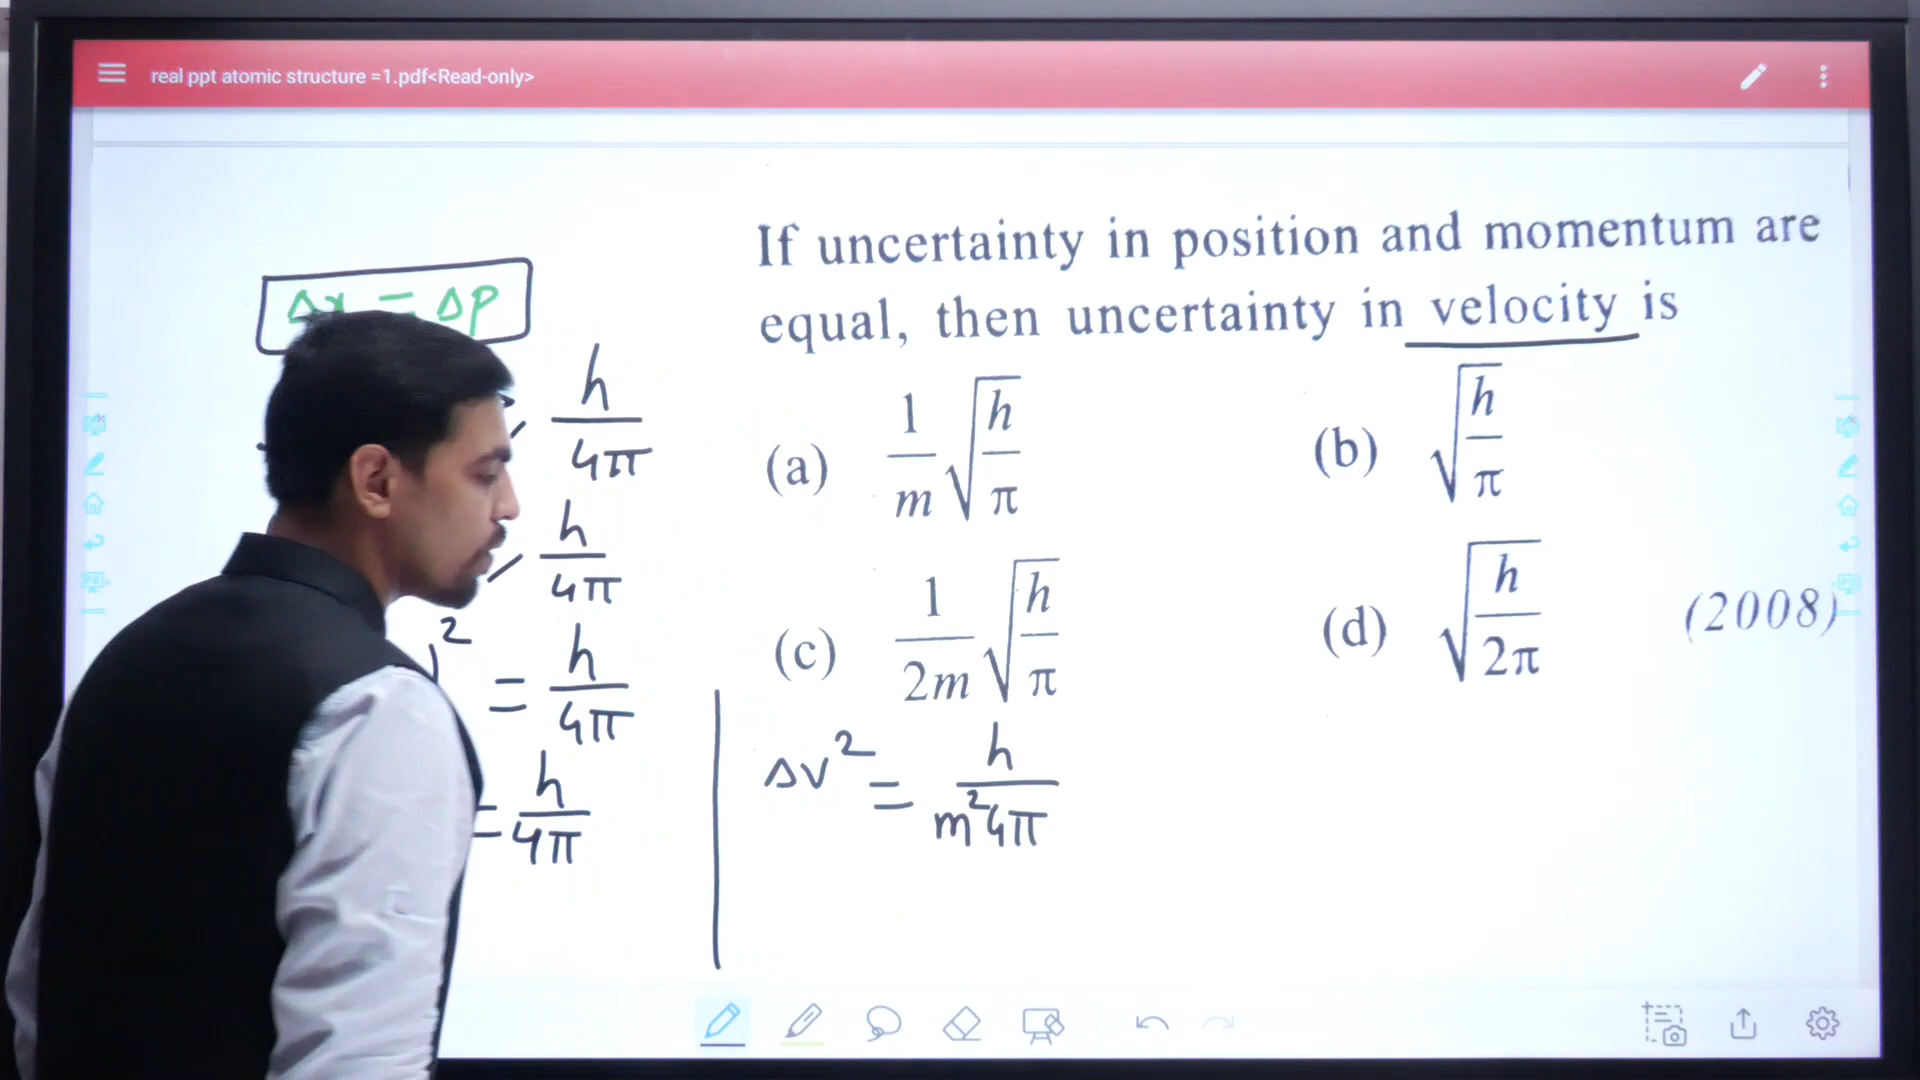 real ppt atomic structure =1.pdf<Read-only>
If uncertainty in position and momentum are
equal, then uncertainty in velocity is
(a) 1/m √(h/π)
(b) √(h/π)
(c) 1/2m √(h/π)
(d) √(h/2π) (2008)
= Δp
h/4π
h/4π
2 = h/4π
= h/4π
Δv² = h/m²4π